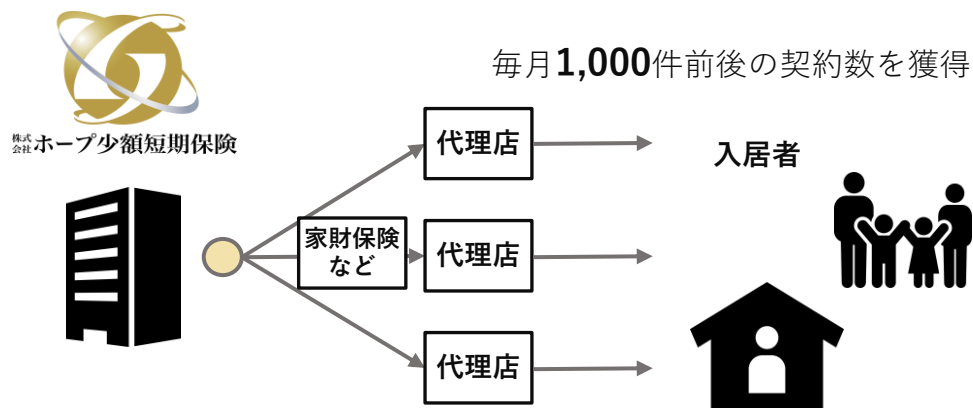 毎月1,000件前後の契約数を獲得
株式会社ホープ少額短期保険
代理店
入居者
家財保険
など
代理店
代理店